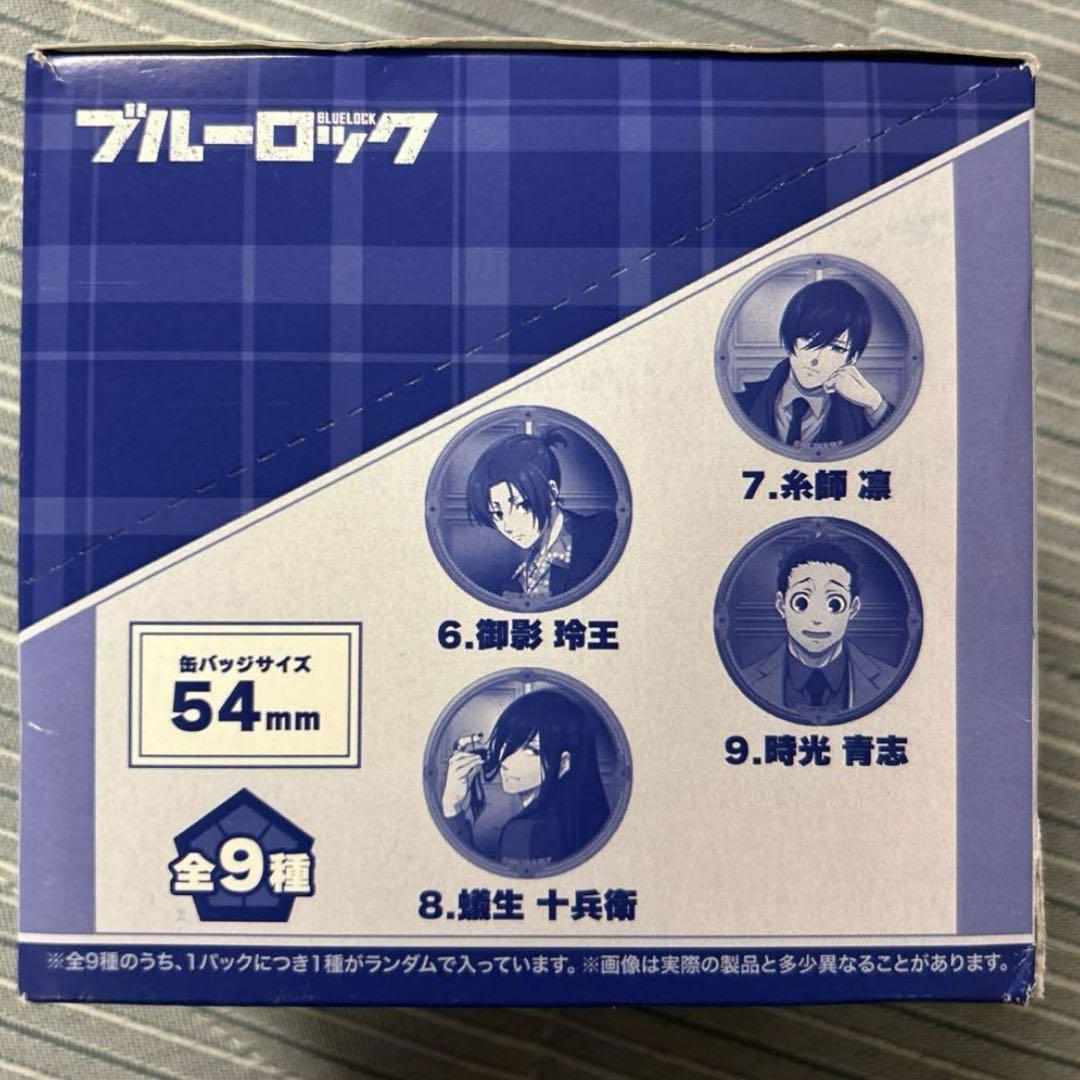 ブルーロック
BLUELOCK
7.糸師 凛
6.御影 玲王
缶バッジサイズ
54mm
9.時光 青志
全9種
8.蟻生 十兵衛
※全9種のうち、1パックにつき1種がランダムで入っています。※画像は実際の製品と多少異なることがあります。